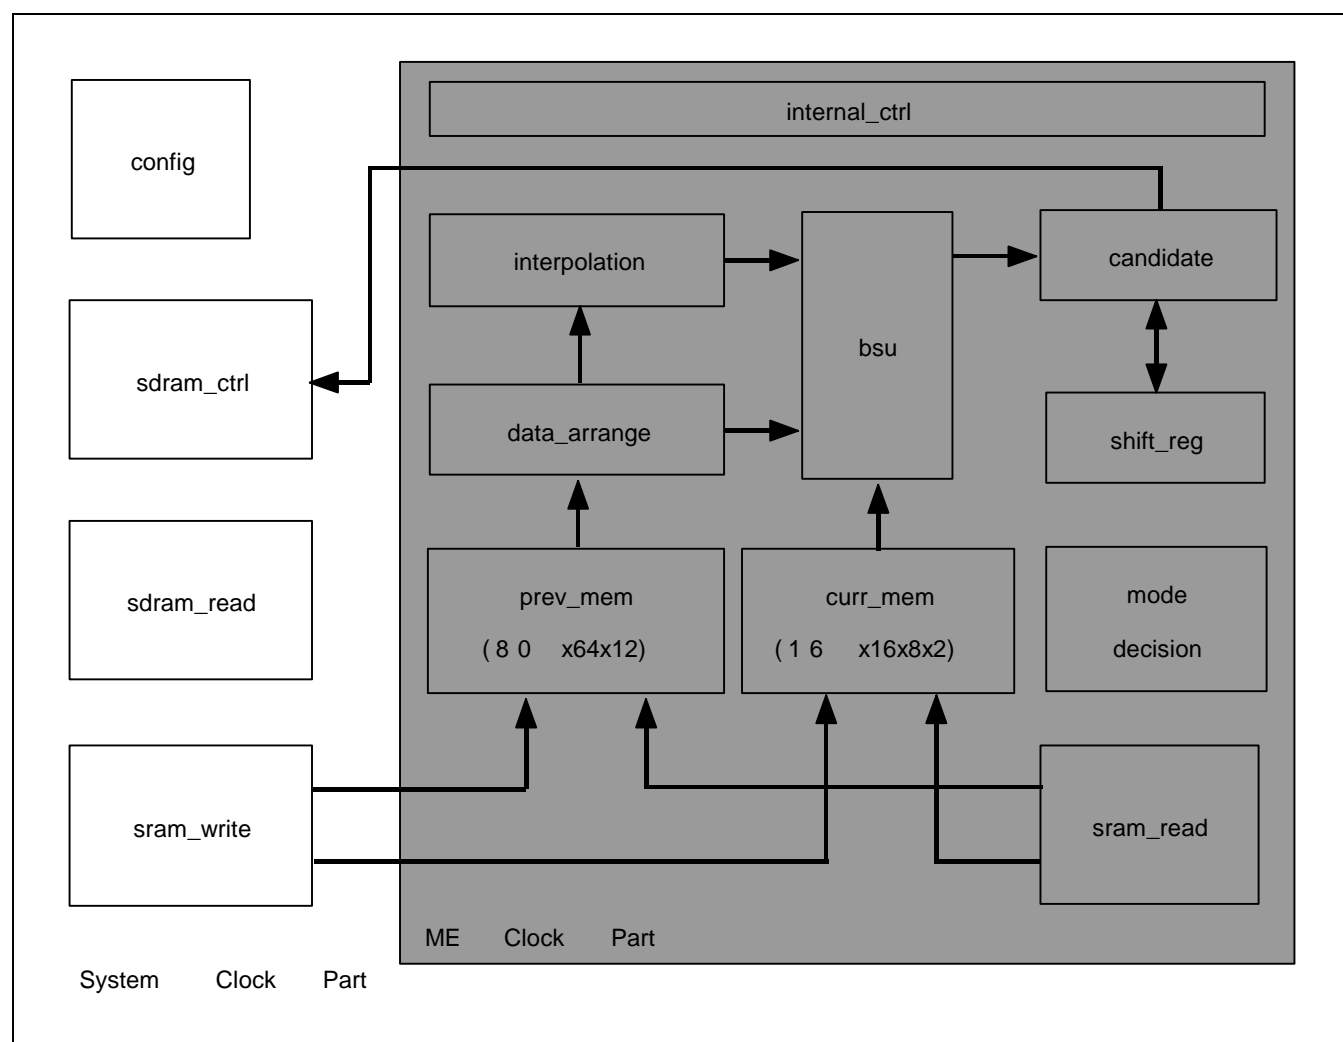 internal_ctrl
config
interpolation
candidate
bsu
sdram_ctrl
data_arrange
shift_reg
sdram_read
prev_mem
(80 x64x12)
curr_mem
(16 x16x8x2)
mode
decision
sram_write
sram_read
ME Clock Part
System Clock Part